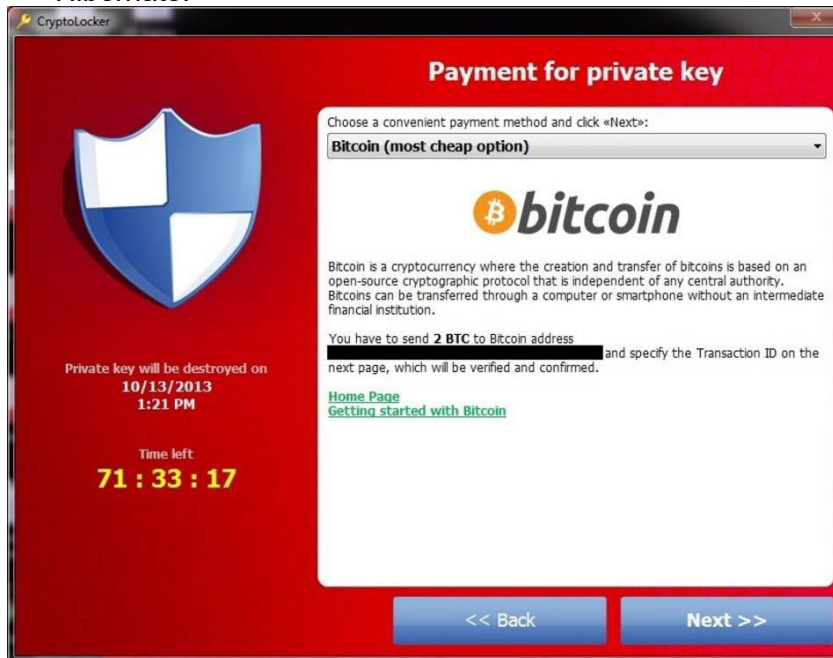 CryptoLocker
Payment for private key
Choose a convenient payment method and click «Next»:
Bitcoin (most cheap option)
bitcoin
Bitcoin is a cryptocurrency where the creation and transfer of bitcoins is based on an
open-source cryptographic protocol that is independent of any central authority.
Bitcoins can be transferred through a computer or smartphone without an intermediate
financial institution.
You have to send 2 BTC to Bitcoin address
and specify the Transaction ID on the
next page, which will be verified and confirmed.
Home Page
Getting started with Bitcoin
Private key will be destroyed on
10/13/2013
1:21 PM
Time left
71 : 33 : 17
<< Back
Next >>